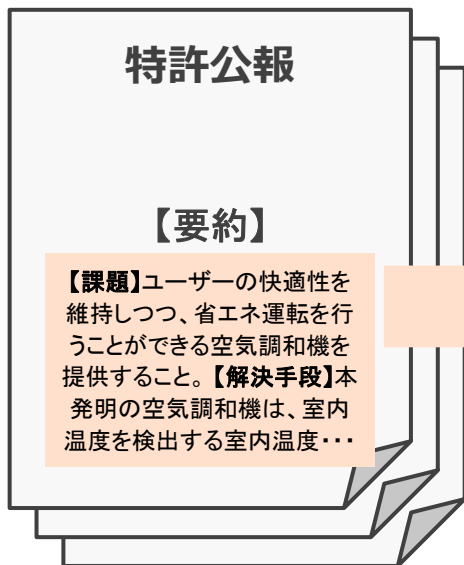 特許公報
【要約】
【課題】ユーザーの快適性を
維持しつつ、省エネ運転を行
うことができる空気調和機を
提供すること。【解決手段】本
発明の空気調和機は、室内
温度を検出する室内温度・・・